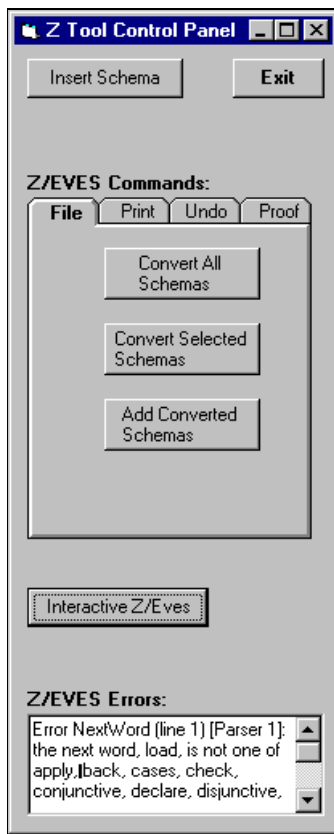 Z Tool Control Panel
Insert Schema
Exit
Z/EVES Commands:
File Print Undo Proof
Convert All
Schemas
Convert Selected
Schemas
Add Converted
Schemas
Interactive Z/Eves
Z/EVES Errors:
Error NextWord (line 1) [Parser 1]:
the next word, load, is not one of
apply, back, cases, check,
conjunctive, declare, disjunctive,